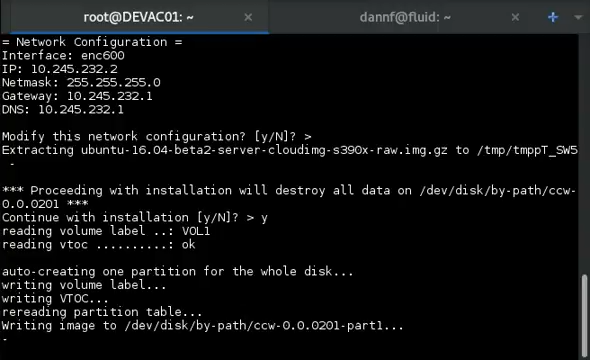 root@DEVAC01: ~ × dannf@fluid: ~ ×
= Network Configuration =
Interface: enc600
IP: 10.245.232.2
Netmask: 255.255.255.0
Gateway: 10.245.232.1
DNS: 10.245.232.1
Modify this network configuration? [y/N]? >
Extracting ubuntu-16.04-beta2-server-cloudimg-s390x-raw.img.gz to /tmp/tmppT_SW5
-
*** Proceeding with installation will destroy all data on /dev/disk/by-path/ccw-
0.0.0201 ***
Continue with installation [y/N]? > y
reading volume label ..: VOL1
reading vtoc ..........: ok
auto-creating one partition for the whole disk...
writing volume label...
writing VTOC...
rereading partition table...
Writing image to /dev/disk/by-path/ccw-0.0.0201-part1...
-